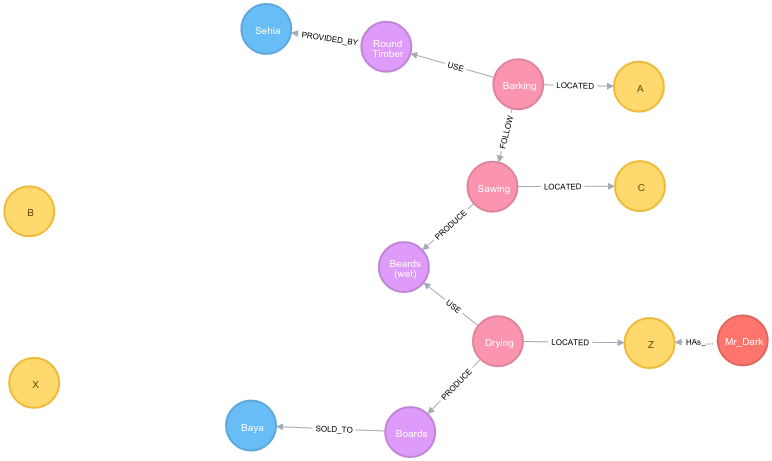 Sehia
PROVIDED_BY
Round
Timber
USE
Barking
LOCATED
A
FOLLOW
Sawing
LOCATED
C
B
PRODUCE
Beards
(wet)
USE
Drying
LOCATED
Z
HAs_...
Mr_Dark
X
PRODUCE
Baya
SOLD_TO
Boards